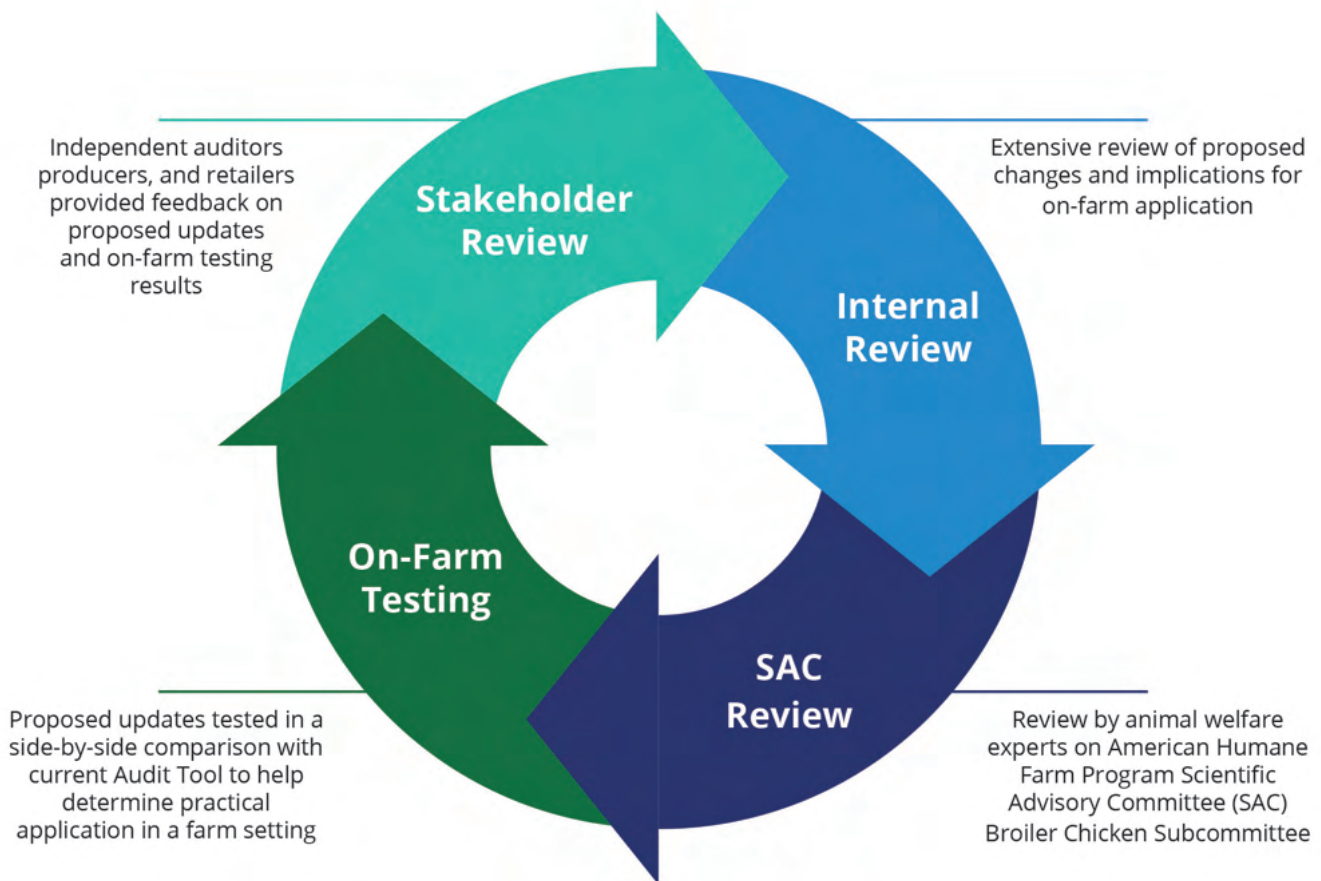 Independent auditors
producers, and retailers
provided feedback on
proposed updates
and on-farm testing
results
Stakeholder
Review
Extensive review of proposed
changes and implications for
on-farm application
Internal
Review
On-Farm
Testing
SAC
Review
Proposed updates tested in a
side-by-side comparison with
current Audit Tool to help
determine practical
application in a farm setting
Review by animal welfare
experts on American Humane
Farm Program Scientific
Advisory Committee (SAC)
Broiler Chicken Subcommittee